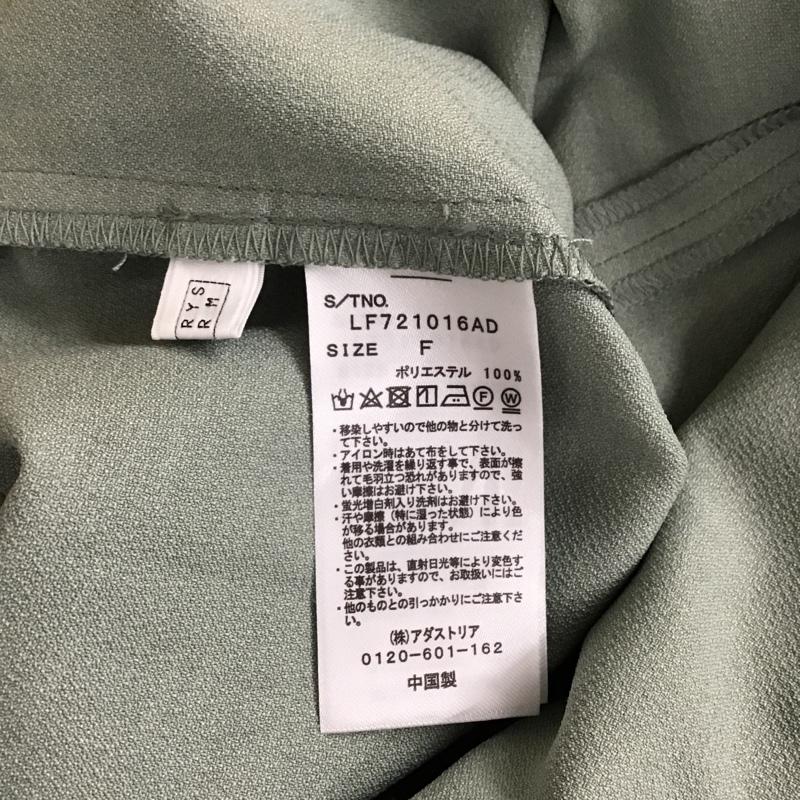 RYS
RM
S/TNO.
LF721016AD
SIZE F
ポリエステル 100%
F W
・移染しやすいので他の物と分けて洗っ
て下さい。
・アイロン時はあて布をして下さい。
・着用や洗濯を繰り返す事で、表面が擦
れて毛羽立つ恐れがありますので、強
い摩擦はお避け下さい。
・蛍光増白剤入り洗剤はお避け下さい。
・汗や摩擦（特に湿った状態）により色
が移る場合があります。
他の衣類との組み合わせにご注意くだ
さい。
・この製品は、直射日光等により変色す
る事がありますので、お取扱いにはご
注意下さい。
・他のものとの引っかかりにご注意下さ
い。
(株)アダストリア
0120-601-162
中国製